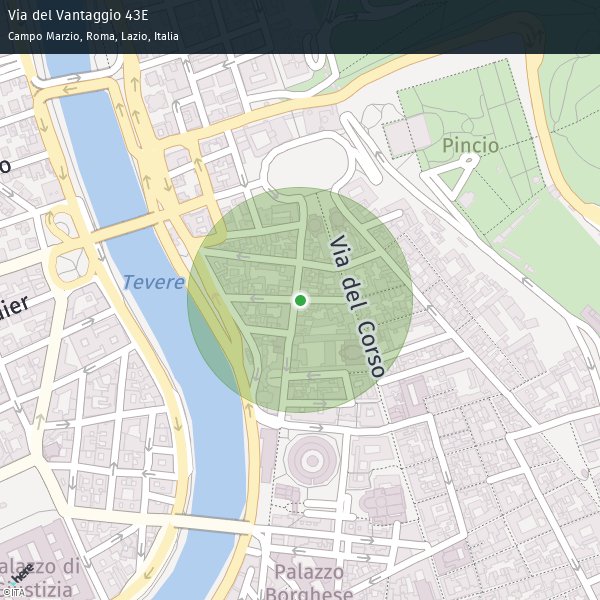 Via del Vantaggio 43E
Campo Marzio, Roma, Lazio, Italia
Pincio
o
Via del Corso
Tevere
ier
alazzo di
stizia
Palazzo
Borghese
here
©ITA